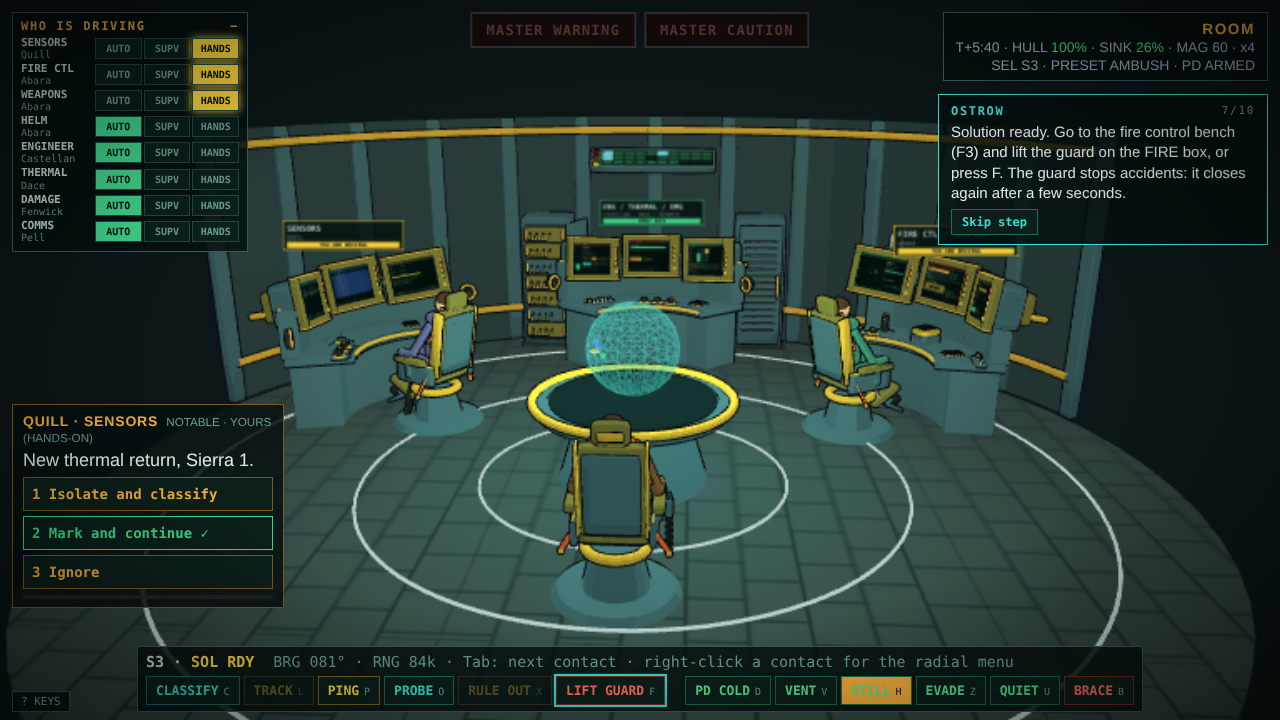 WHO IS DRIVING −
SENSORS
Quill
AUTO SUPV HANDS
FIRE CTL
Abara
AUTO SUPV HANDS
WEAPONS
Abara
AUTO SUPV HANDS
HELM
Abara
AUTO SUPV HANDS
ENGINEER
Castellan
AUTO SUPV HANDS
THERMAL
Dace
AUTO SUPV HANDS
DAMAGE
Fenwick
AUTO SUPV HANDS
COMMS
Pell
AUTO SUPV HANDS
MASTER WARNING
MASTER CAUTION
ROOM
T+5:40 · HULL 100% · SINK 26% · MAG 60 · x4
SEL S3 · PRESET AMBUSH · PD ARMED
OSTROW 7/10
Solution ready. Go to the fire control bench
(F3) and lift the guard on the FIRE box, or
press F. The guard stops accidents: it closes
again after a few seconds.
Skip step
SENSORS
ENG / THERMAL / DMG
FIRE CTL
QUILL · SENSORS NOTABLE · YOURS
(HANDS-ON)
New thermal return, Sierra 1.
1 Isolate and classify
2 Mark and continue ✓
3 Ignore
S3 · SOL RDY BRG 081° · RNG 84k · Tab: next contact · right-click a contact for the radial menu
CLASSIFY C TRACK L PING P PROBE O RULE OUT X LIFT GUARD F PD COLD D VENT V STILL H EVADE Z QUIET U BRACE B
? KEYS